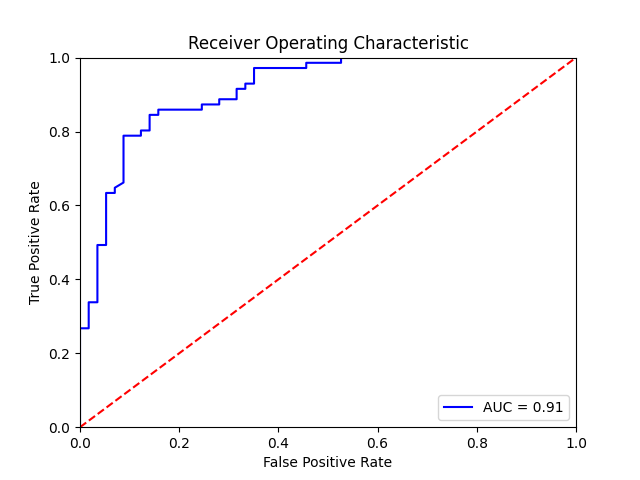 Receiver Operating Characteristic
1.0
0.8
0.6
0.4
0.2
0.0
True Positive Rate
AUC = 0.91
0.0 0.2 0.4 0.6 0.8 1.0
False Positive Rate